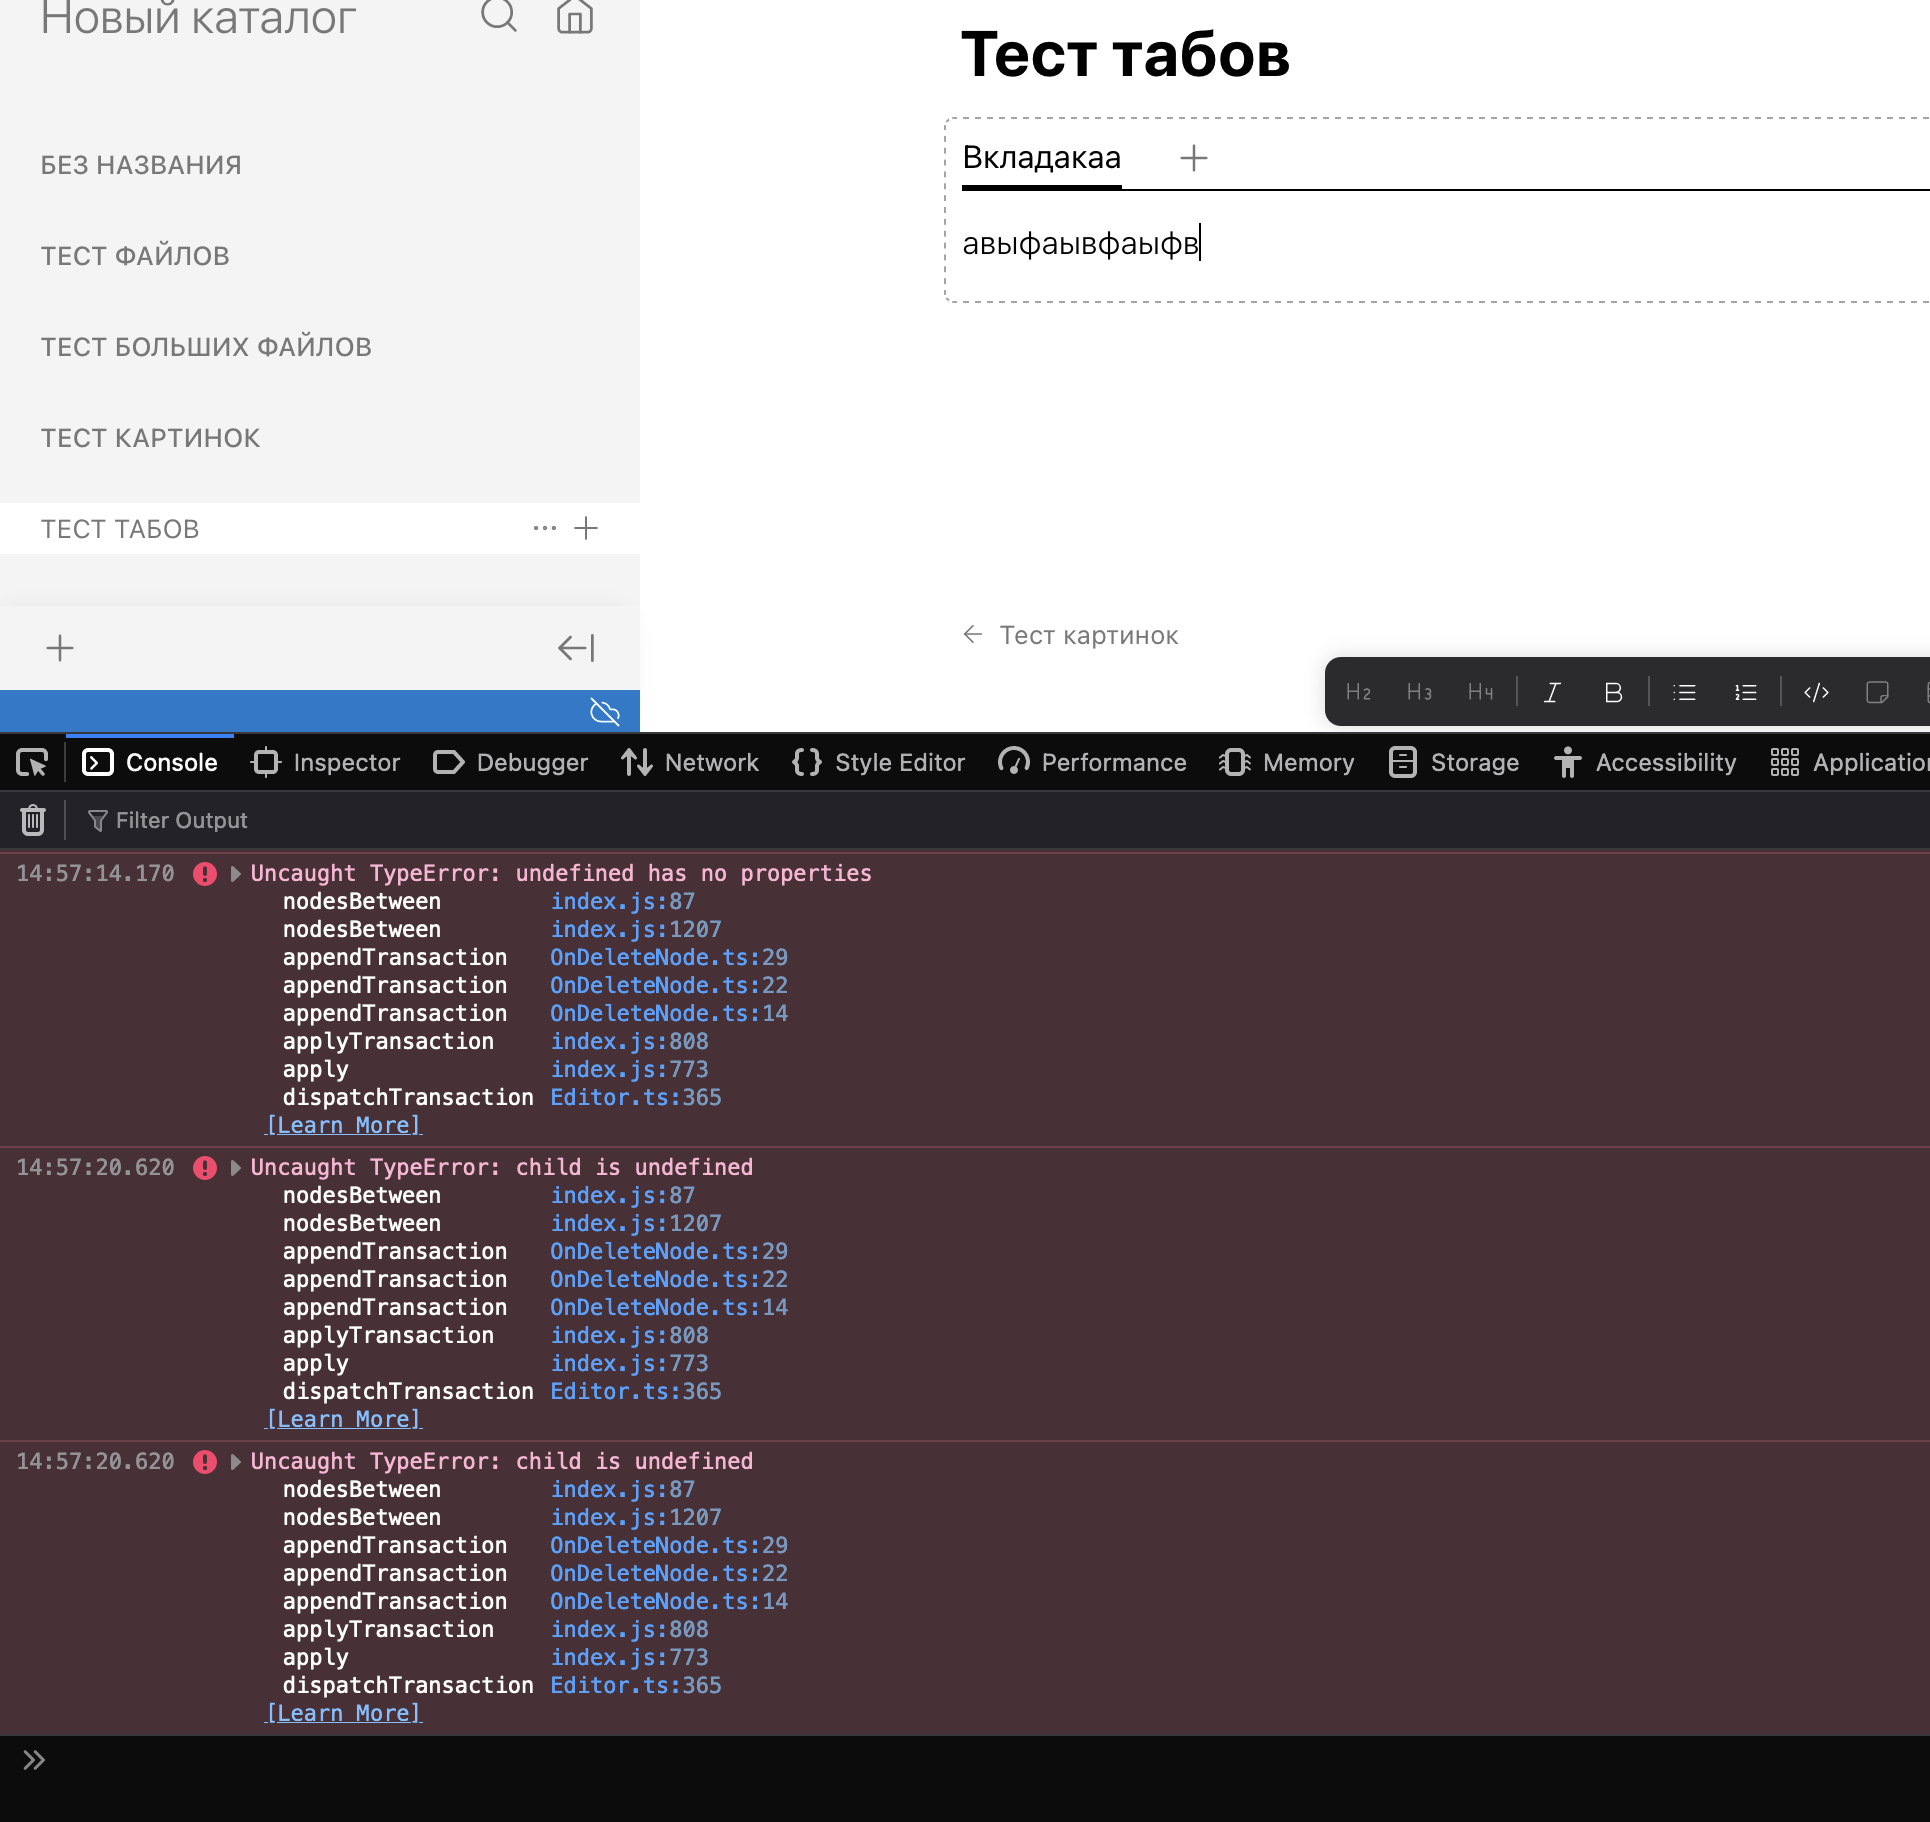 Новый каталог
БЕЗ НАЗВАНИЯ
ТЕСТ ФАЙЛОВ
ТЕСТ БОЛЬШИХ ФАЙЛОВ
ТЕСТ КАРТИНОК
ТЕСТ ТАБОВ
Тест табов
Вкладакаа
авыфаывфаыфв
← Тест картинок
H2 H3 H4 I B </>
Console Inspector Debugger Network Style Editor Performance Memory Storage Accessibility Application
Filter Output
14:57:14.170 Uncaught TypeError: undefined has no properties
nodesBetween index.js:87
nodesBetween index.js:1207
appendTransaction OnDeleteNode.ts:29
appendTransaction OnDeleteNode.ts:22
appendTransaction OnDeleteNode.ts:14
applyTransaction index.js:808
apply index.js:773
dispatchTransaction Editor.ts:365
[Learn More]
14:57:20.620 Uncaught TypeError: child is undefined
nodesBetween index.js:87
nodesBetween index.js:1207
appendTransaction OnDeleteNode.ts:29
appendTransaction OnDeleteNode.ts:22
appendTransaction OnDeleteNode.ts:14
applyTransaction index.js:808
apply index.js:773
dispatchTransaction Editor.ts:365
[Learn More]
14:57:20.620 Uncaught TypeError: child is undefined
nodesBetween index.js:87
nodesBetween index.js:1207
appendTransaction OnDeleteNode.ts:29
appendTransaction OnDeleteNode.ts:22
appendTransaction OnDeleteNode.ts:14
applyTransaction index.js:808
apply index.js:773
dispatchTransaction Editor.ts:365
[Learn More]